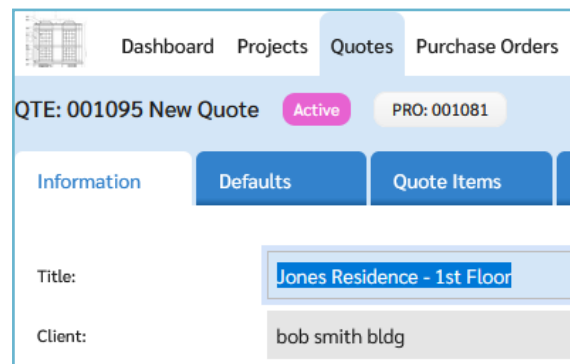 Dashboard Projects Quotes Purchase Orders
QTE: 001095 New Quote Active PRO: 001081
Information Defaults Quote Items
Title: Jones Residence - 1st Floor
Client: bob smith bldg